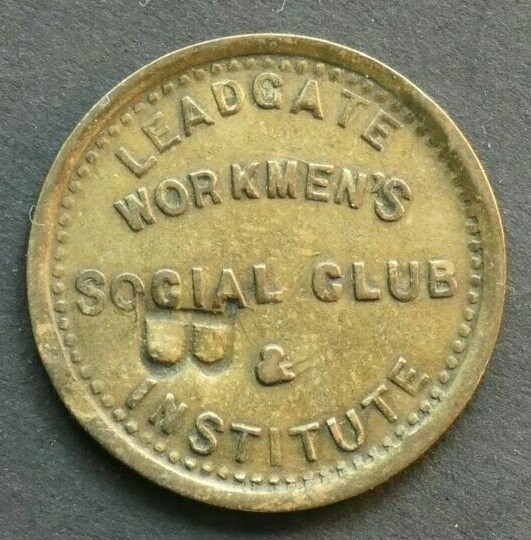 LEADGATE
WORKMEN'S
SOCIAL CLUB
&
INSTITUTE